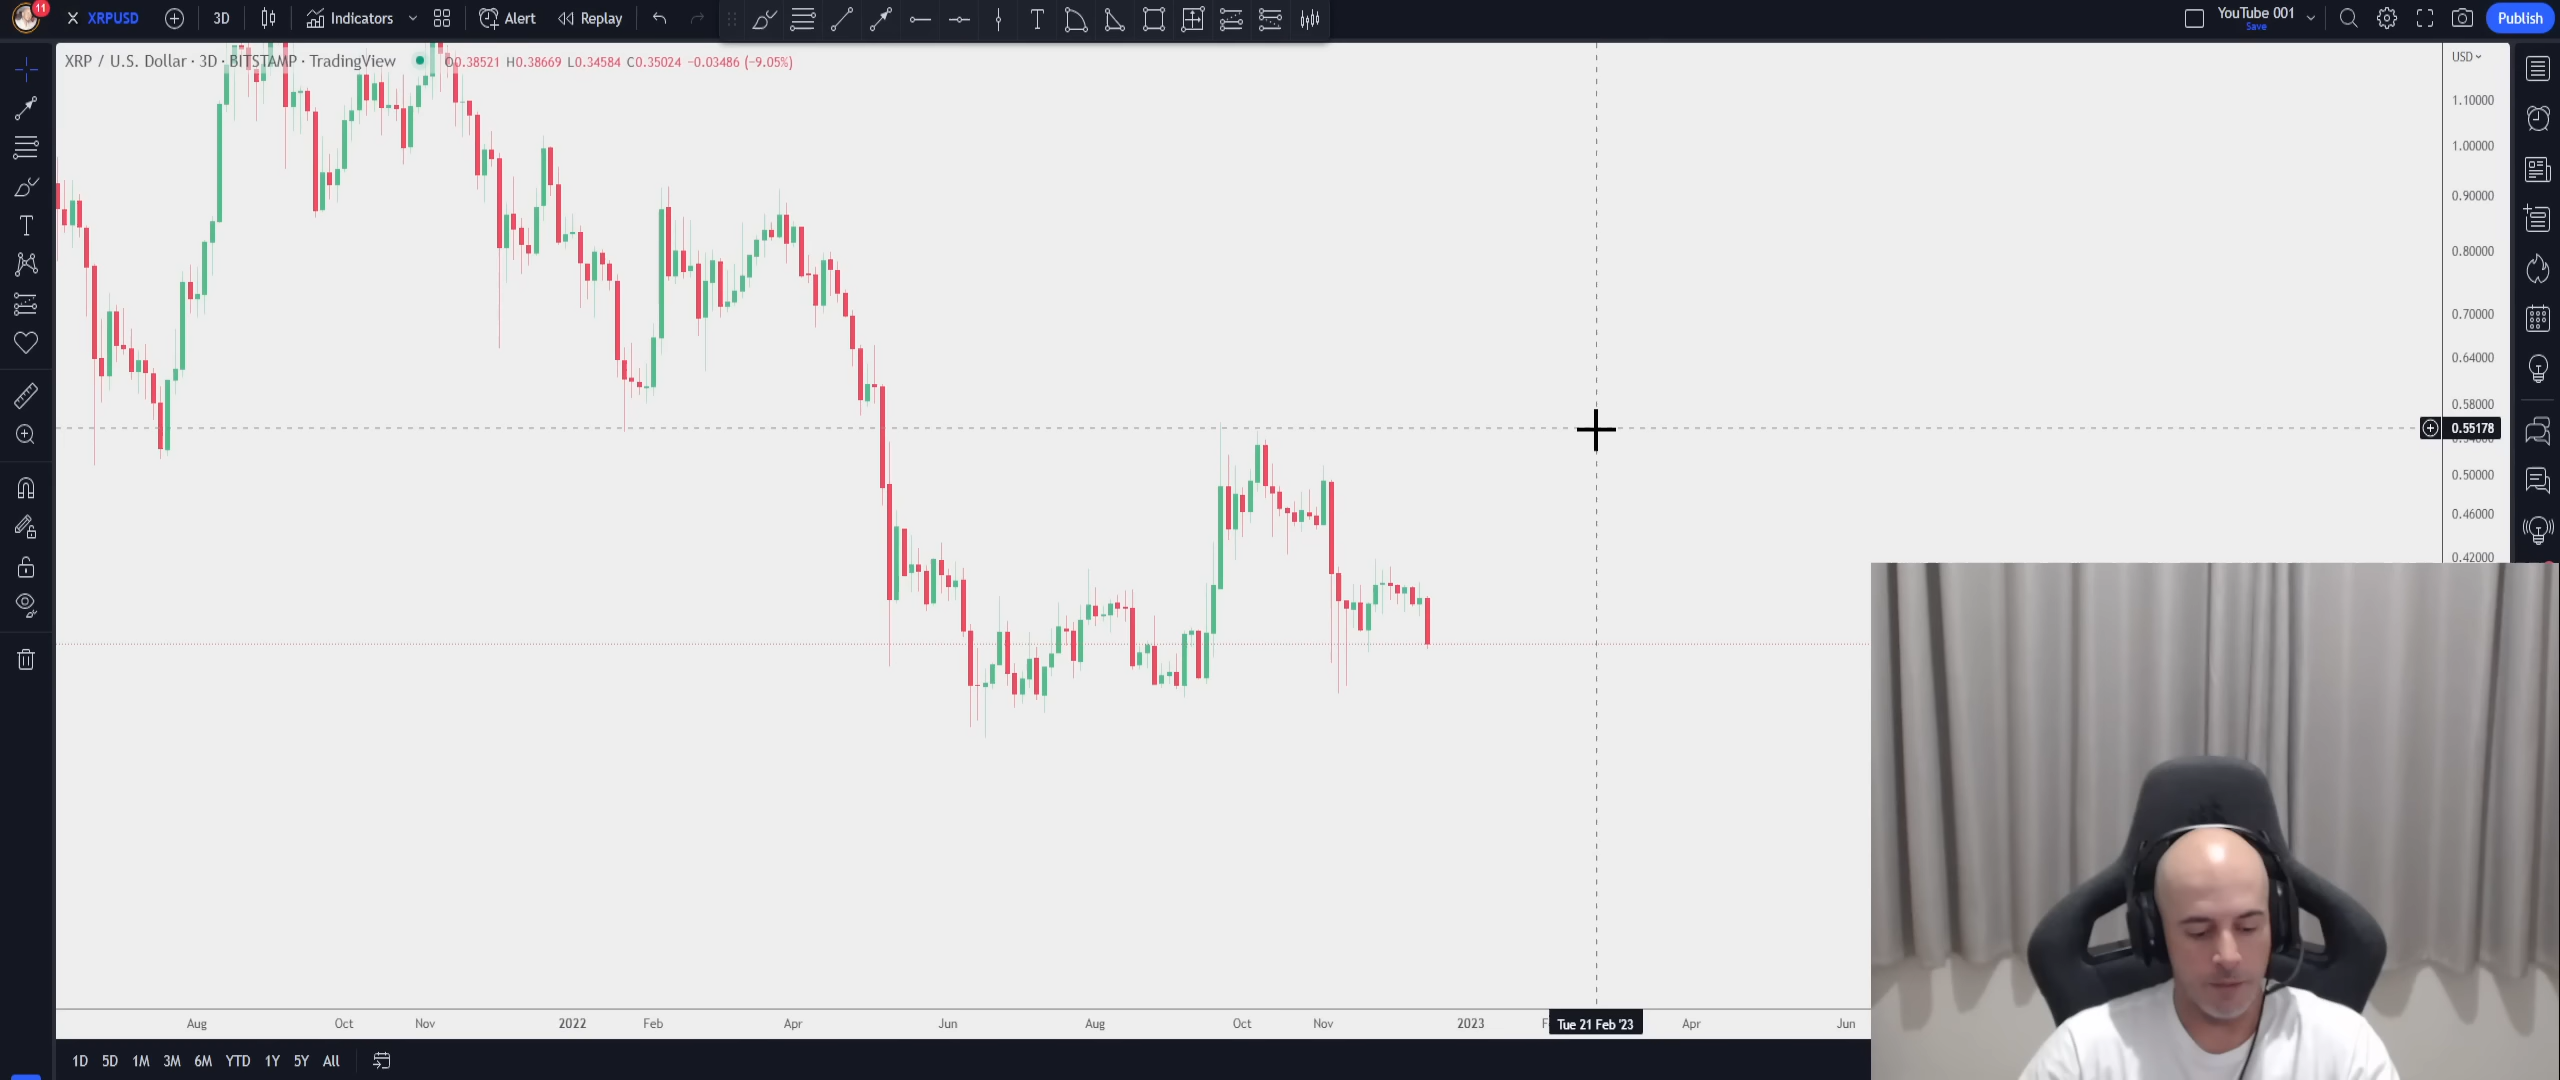 11
XRPUSD
3D
Indicators
Alert
Replay
YouTube 001
Save
Publish
XRP / U.S. Dollar · 3D · BITSTAMP · TradingView
O0.38521 H0.38669 L0.34584 C0.35024 −0.03486 (−9.05%)
USD
1.10000
1.00000
0.90000
0.80000
0.70000
0.64000
0.58000
0.55178
0.50000
0.46000
0.42000
Aug
Oct
Nov
2022
Feb
Apr
Jun
Aug
Oct
Nov
2023
Tue 21 Feb '23
Apr
Jun
1D 5D 1M 3M 6M YTD 1Y 5Y All